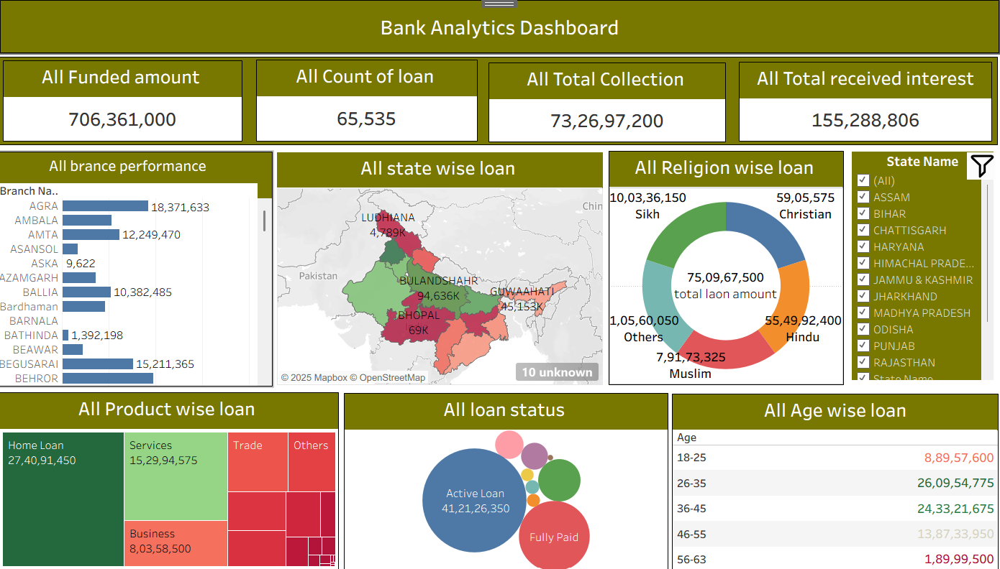 Bank Analytics Dashboard
All Funded amount
706,361,000
All Count of loan
65,535
All Total Collection
73,26,97,200
All Total received interest
155,288,806
All brance performance
Branch Na..
AGRA 18,371,633
AMBALA
AMTA 12,249,470
ASANSOL
ASKA 9,622
AZAMGARH
BALLIA 10,382,485
Bardhaman
BARNALA
BATHINDA 1,392,198
BEAWAR
BEGUSARAI 15,211,365
BEHROR
All state wise loan
Chin
LUDHIANA
4,789K
Pakistan
BULANDSHAHR
94,636K
GUWAAHATI
45,153K
BHOPAL
69K
© 2025 Mapbox © OpenStreetMap
10 unknown
All Religion wise loan
10,03,36,150
Sikh
59,05,575
Christian
75,09,67,500
total laon amount
1,05,60,050
Others
55,49,92,400
Hindu
7,91,73,325
Muslim
State Name
(All)
ASSAM
BIHAR
CHATTISGARH
HARYANA
HIMACHAL PRADE...
JAMMU & KASHMIR
JHARKHAND
MADHYA PRADESH
ODISHA
PUNJAB
RAJASTHAN
State Name
All Product wise loan
Home Loan
27,40,91,450
Services
15,29,94,575
Business
8,03,58,500
Trade
Others
All loan status
Active Loan
41,21,26,350
Fully Paid
All Age wise loan
Age
18-25 8,89,57,600
26-35 26,09,54,775
36-45 24,33,21,675
46-55 13,87,33,950
56-63 1,89,99,500